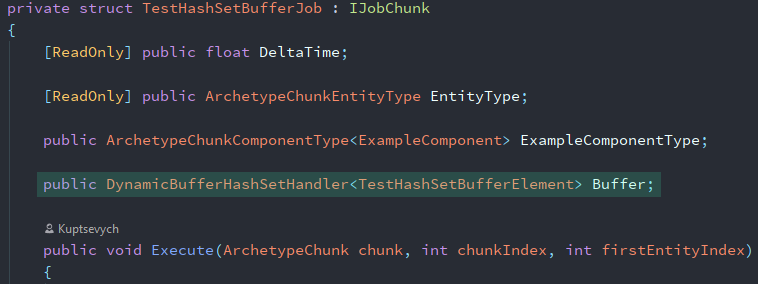 private struct TestHashSetBufferJob : IJobChunk
{
[ReadOnly] public float DeltaTime;
[ReadOnly] public ArchetypeChunkEntityType EntityType;
public ArchetypeChunkComponentType<ExampleComponent> ExampleComponentType;
public DynamicBufferHashSetHandler<TestHashSetBufferElement> Buffer;
Kuptsevych
public void Execute(ArchetypeChunk chunk, int chunkIndex, int firstEntityIndex)
{